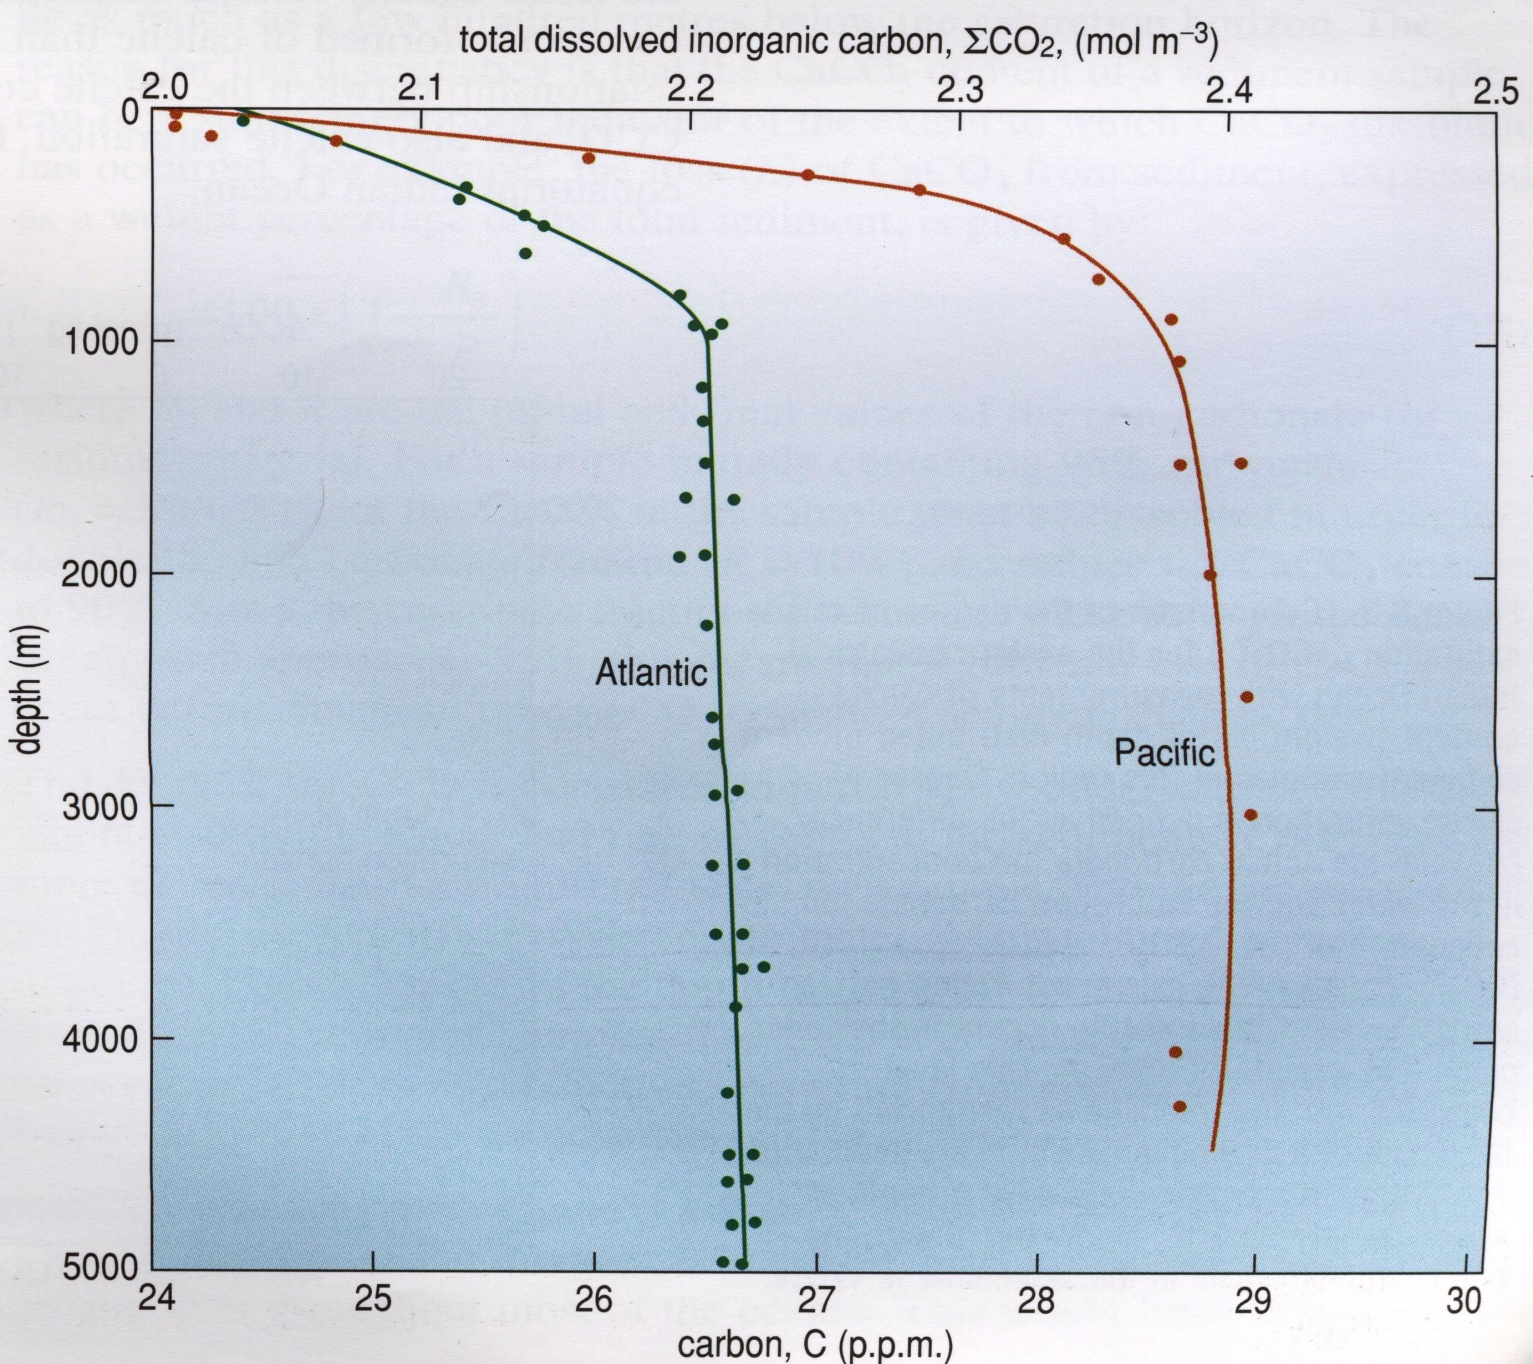 total dissolved inorganic carbon, ΣCO₂, (mol m⁻³)
2.0 2.1 2.2 2.3 2.4 2.5
0
1000
2000
3000
4000
5000
depth (m)
Atlantic
Pacific
24 25 26 27 28 29 30
carbon, C (p.p.m.)